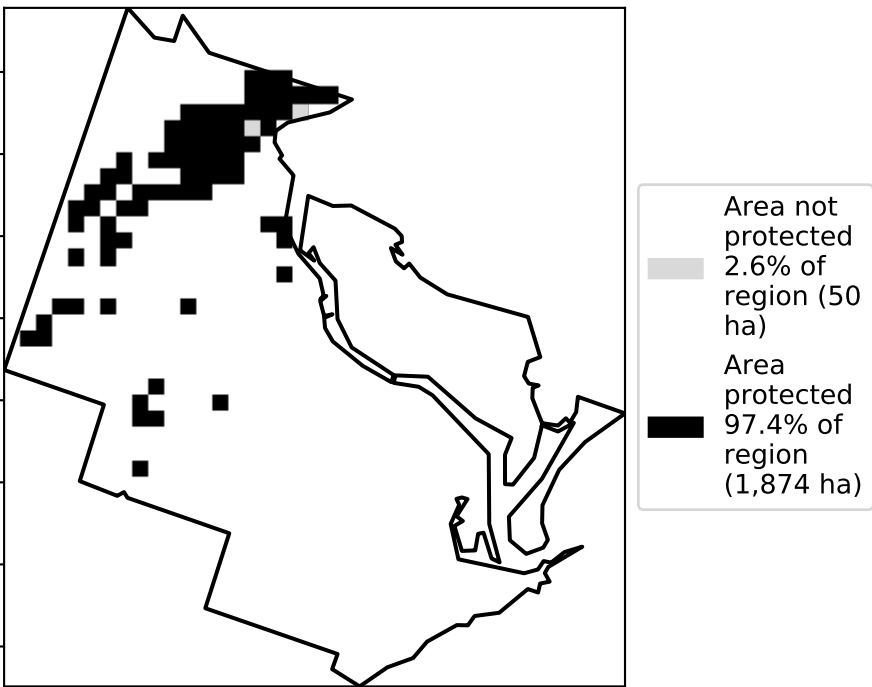 Area not
protected
2.6% of
region (50
ha)
Area
protected
97.4% of
region
(1,874 ha)